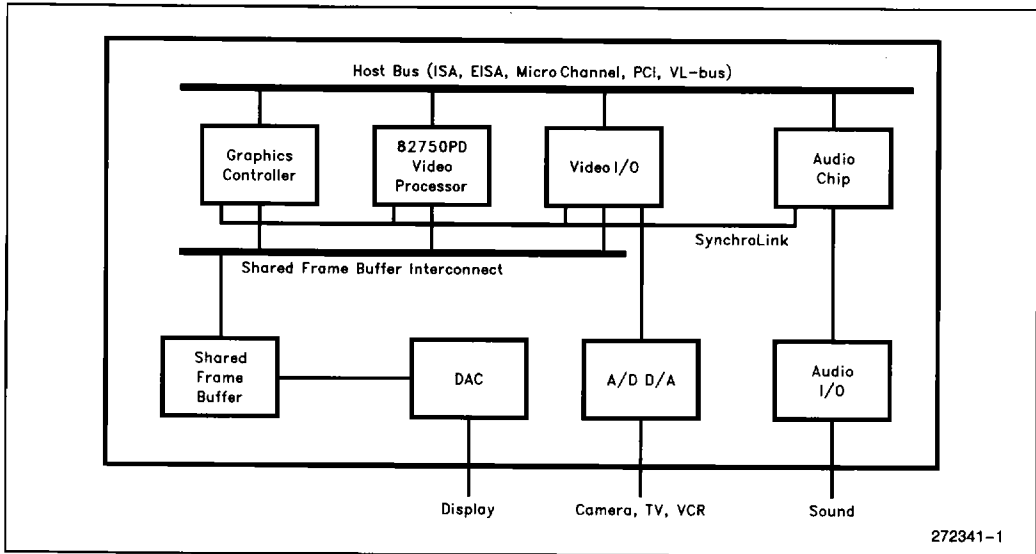 Host Bus (ISA, EISA, Micro Channel, PCI, VL-bus)
Graphics
Controller
82750PD
Video
Processor
Video I/O
Audio
Chip
SynchroLink
Shared Frame Buffer Interconnect
Shared
Frame
Buffer
DAC
A/D D/A
Audio
I/O
Display
Camera, TV, VCR
Sound
272341-1